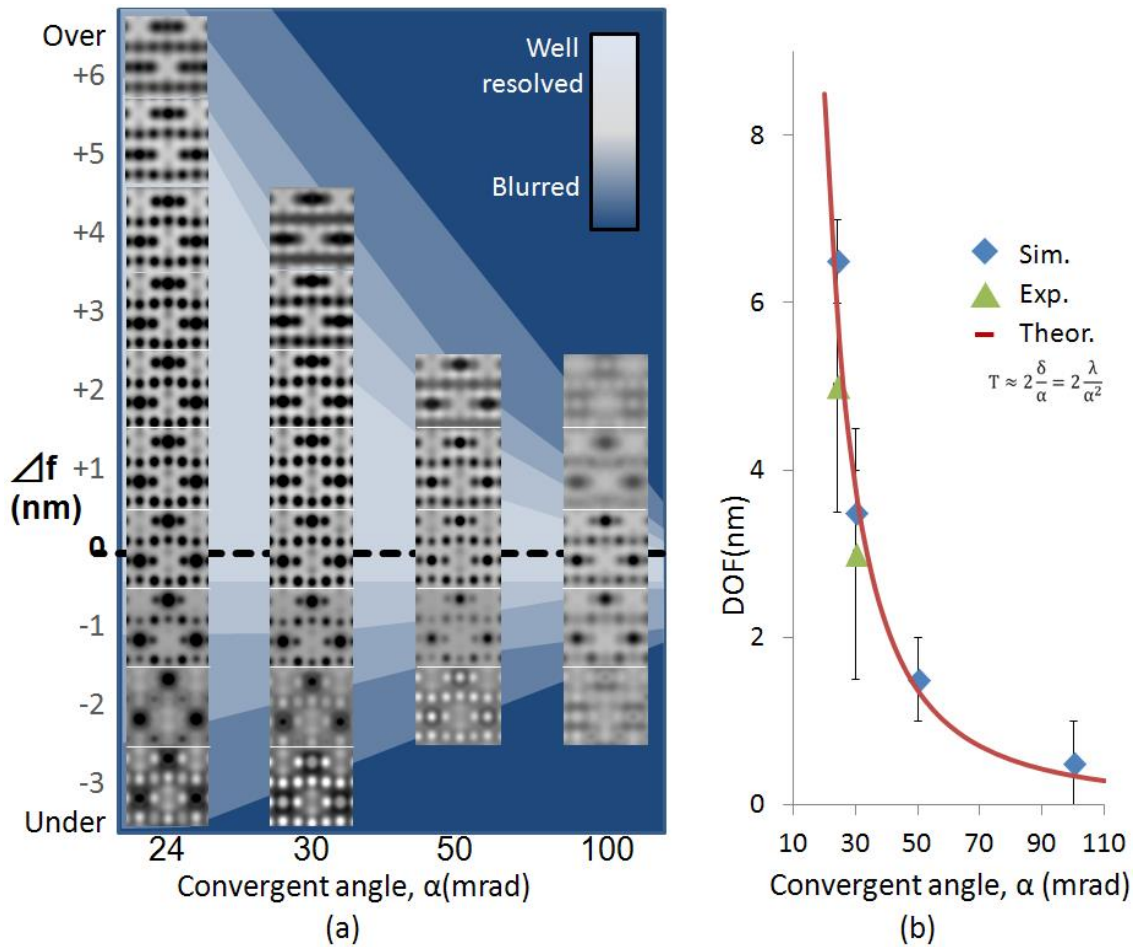 Over
+6
+5
+4
+3
+2
+1
⊿f
(nm)
0
-1
-2
-3
Under
Well
resolved
Blurred
24 30 50 100
Convergent angle, α(mrad)
(a)
8
6
4
2
0
DOF(nm)
Sim.
Exp.
Theor.
T ≈ 2 δ/α = 2 λ/α²
10 30 50 70 90 110
Convergent angle, α (mrad)
(b)